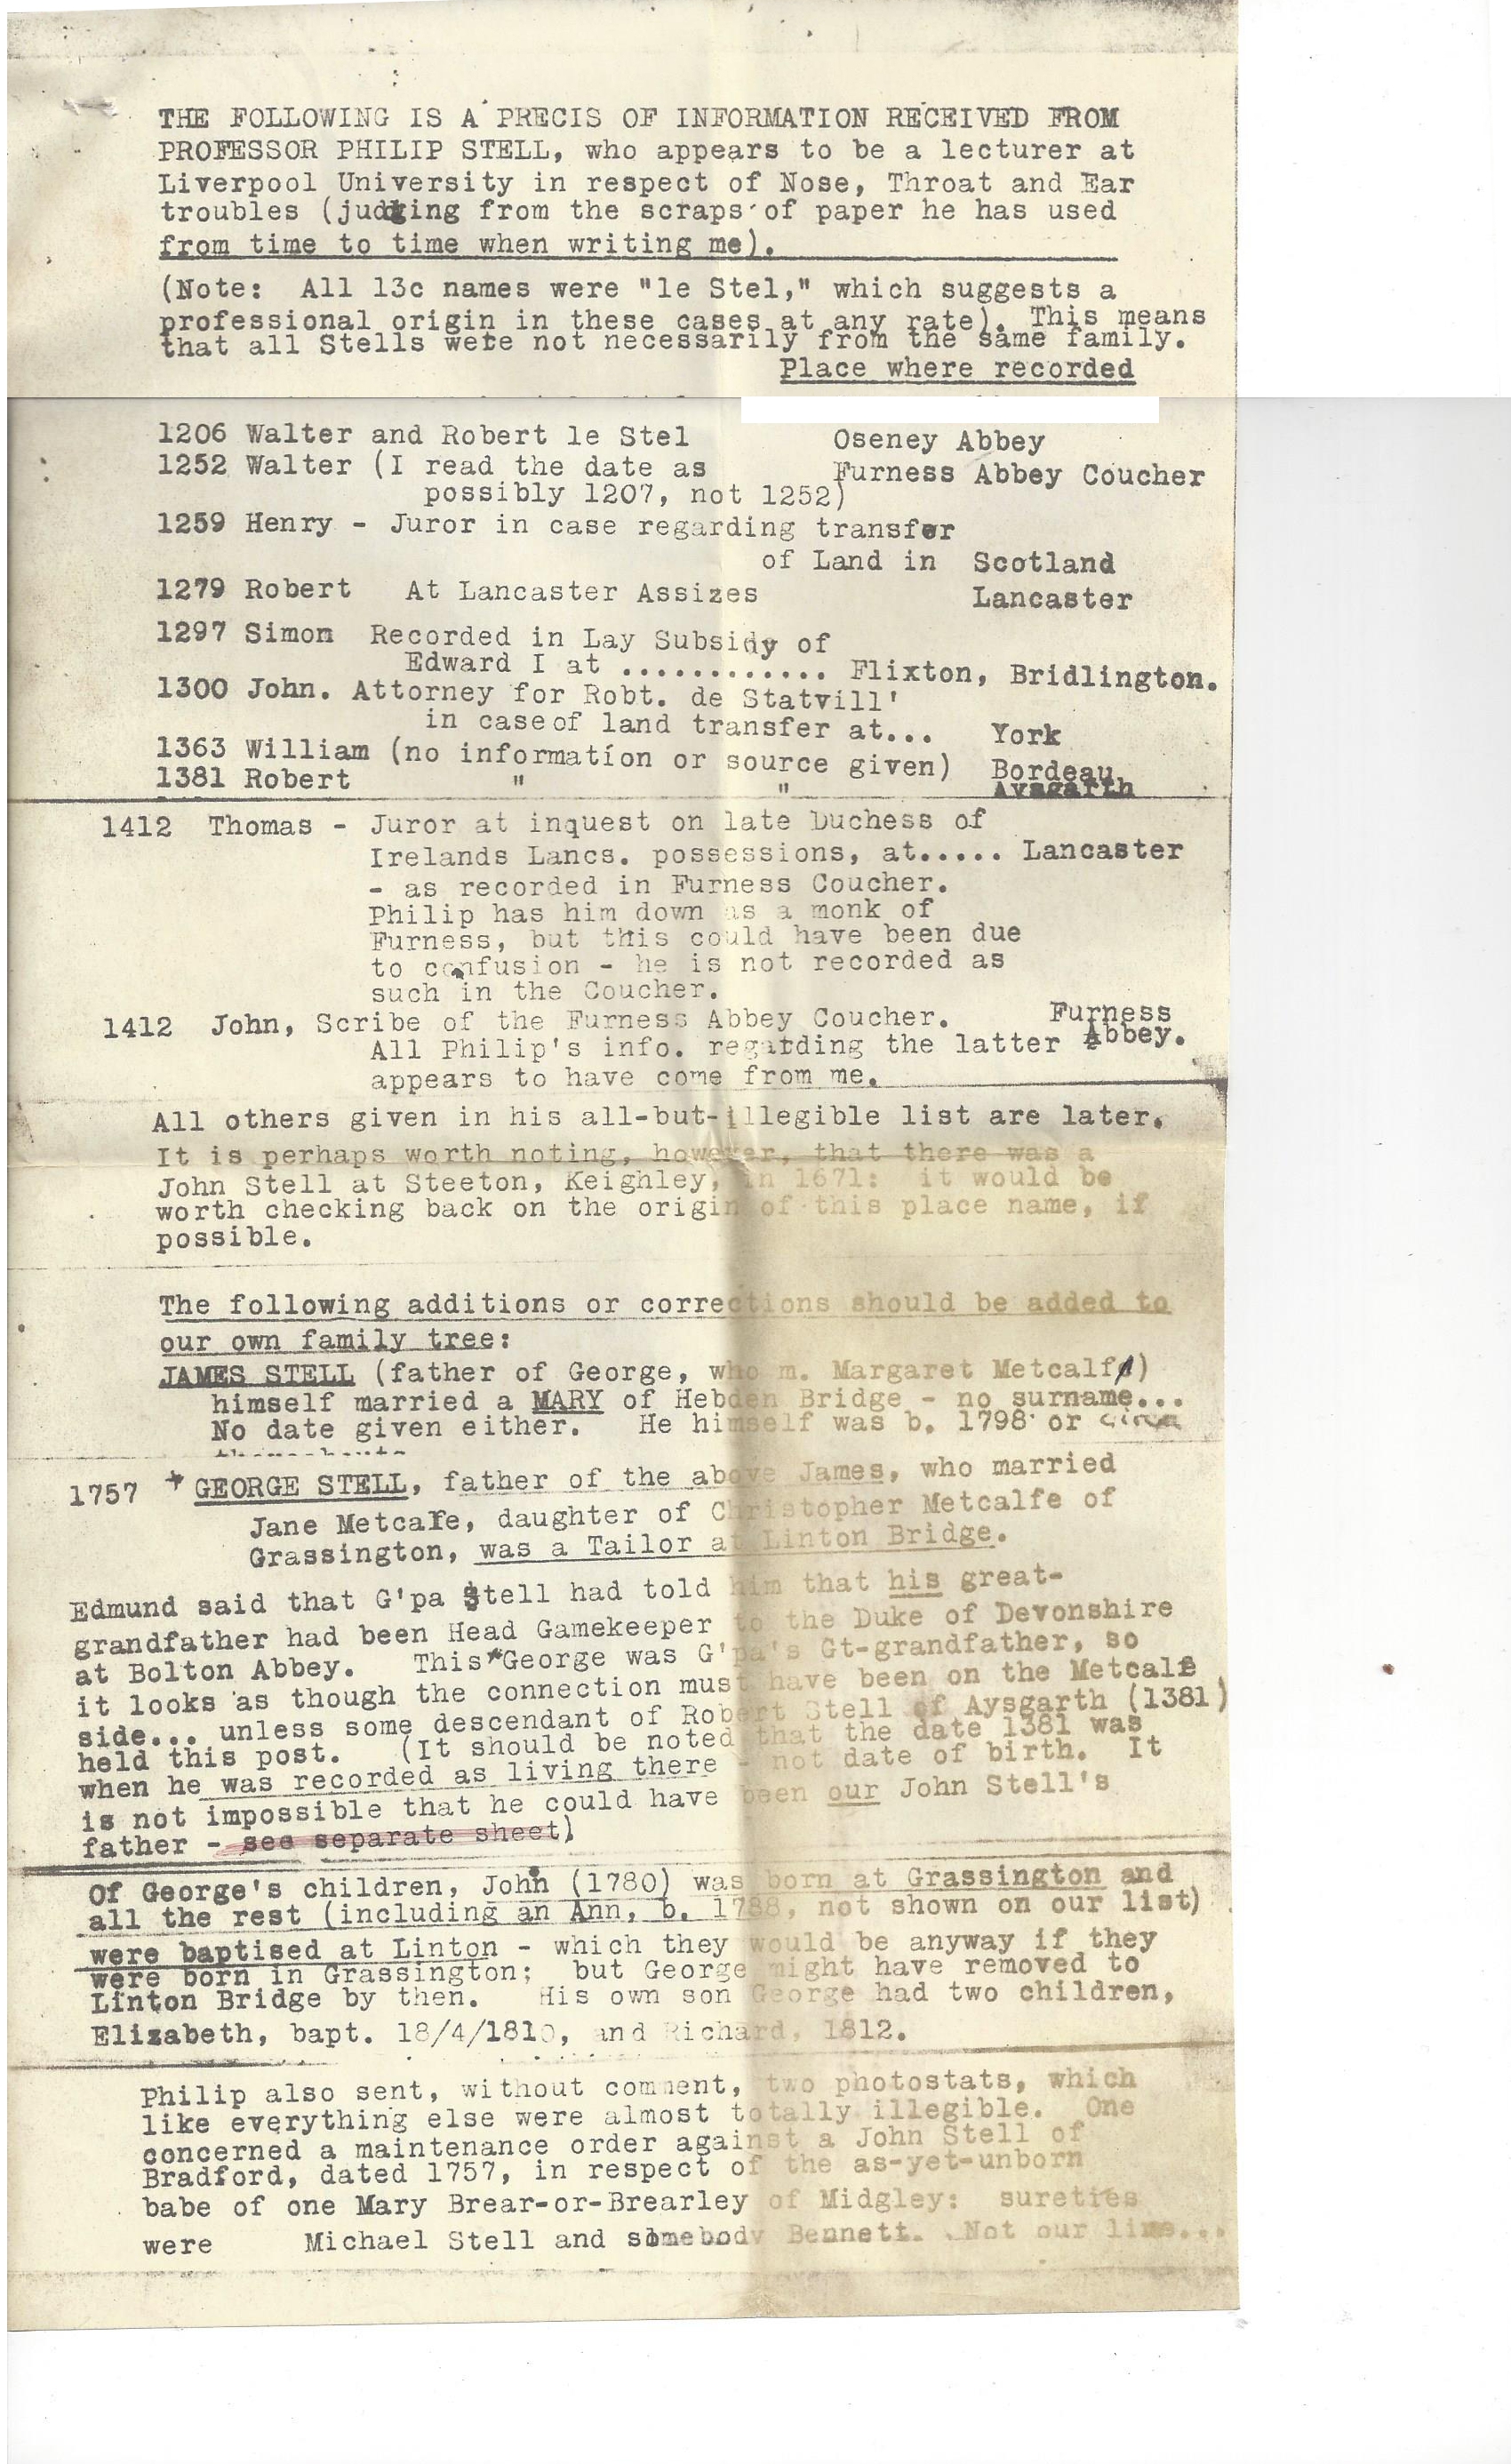 THE FOLLOWING IS A PRECIS OF INFORMATION RECEIVED FROM
PROFESSOR PHILIP STELL, who appears to be a lecturer at
Liverpool University in respect of Nose, Throat and Ear
troubles (judging from the scraps of paper he has used
from time to time when writing me).
(Note: All 13c names were "le Stel," which suggests a
professional origin in these cases at any rate). This means
that all Stells were not necessarily from the same family.
Place where recorded
1206 Walter and Robert le Stel Oseney Abbey
1252 Walter (I read the date as Furness Abbey Coucher
possibly 1207, not 1252)
1259 Henry - Juror in case regarding transfer
of Land in Scotland
1279 Robert At Lancaster Assizes Lancaster
1297 Simon Recorded in Lay Subsidy of
Edward I at ............ Flixton, Bridlington.
1300 John. Attorney for Robt. de Statvill'
in case of land transfer at... York
1363 William (no information or source given) Bordeau
1381 Robert " " Aysgarth
1412 Thomas - Juror at inquest on late Duchess of
Irelands Lancs. possessions, at..... Lancaster
- as recorded in Furness Coucher.
Philip has him down as a monk of
Furness, but this could have been due
to confusion - he is not recorded as
such in the Coucher.
1412 John, Scribe of the Furness Abbey Coucher. Furness
All Philip's info. regarding the latter Abbey.
appears to have come from me.
All others given in his all-but-illegible list are later.
It is perhaps worth noting, however, that there was a
John Stell at Steeton, Keighley, in 1671: it would be
worth checking back on the origin of this place name, if
possible.
The following additions or corrections should be added to
our own family tree:
JAMES STELL (father of George, who m. Margaret Metcalf)
himself married a MARY of Hebden Bridge - no surname...
No date given either. He himself was b. 1798 or circa
1757 + GEORGE STELL, father of the above James, who married
Jane Metcalfe, daughter of Christopher Metcalfe of
Grassington, was a Tailor at Linton Bridge.
Edmund said that G'pa Stell had told him that his great-
grandfather had been Head Gamekeeper to the Duke of Devonshire
at Bolton Abbey. This*George was G'pa's Gt-grandfather, so
it looks as though the connection must have been on the Metcalfe
side... unless some descendant of Robert Stell of Aysgarth (1381)
held this post. (It should be noted that the date 1381 was
when he was recorded as living there - not date of birth. It
is not impossible that he could have been our John Stell's
father - see separate sheet)
Of George's children, John (1780) was born at Grassington and
all the rest (including an Ann, b. 1788, not shown on our list)
were baptised at Linton - which they would be anyway if they
were born in Grassington; but George might have removed to
Linton Bridge by then. His own son George had two children,
Elizabeth, bapt. 18/4/1810, and Richard, 1812.
Philip also sent, without comment, two photostats, which
like everything else were almost totally illegible. One
concerned a maintenance order against a John Stell of
Bradford, dated 1757, in respect of the as-yet-unborn
babe of one Mary Brear-or-Brearley of Midgley: sureties
were Michael Stell and somebody Bennett. Not our line...